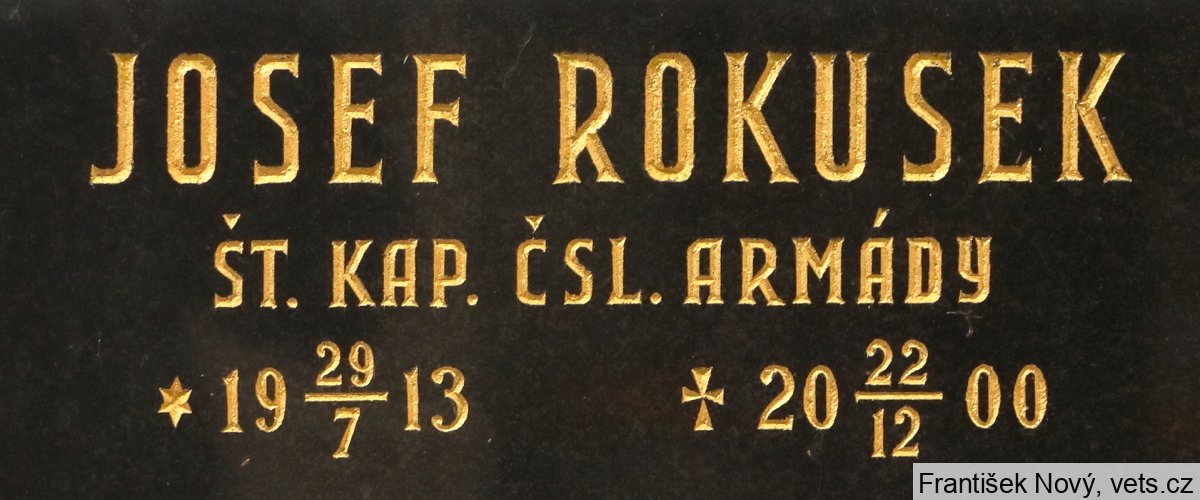 JOSEF ROKUSEK
ŠT. KAP. ČSL. ARMÁDY
* 19 29/7 13 ✠ 20 22/12 00
František Nový, vets.cz